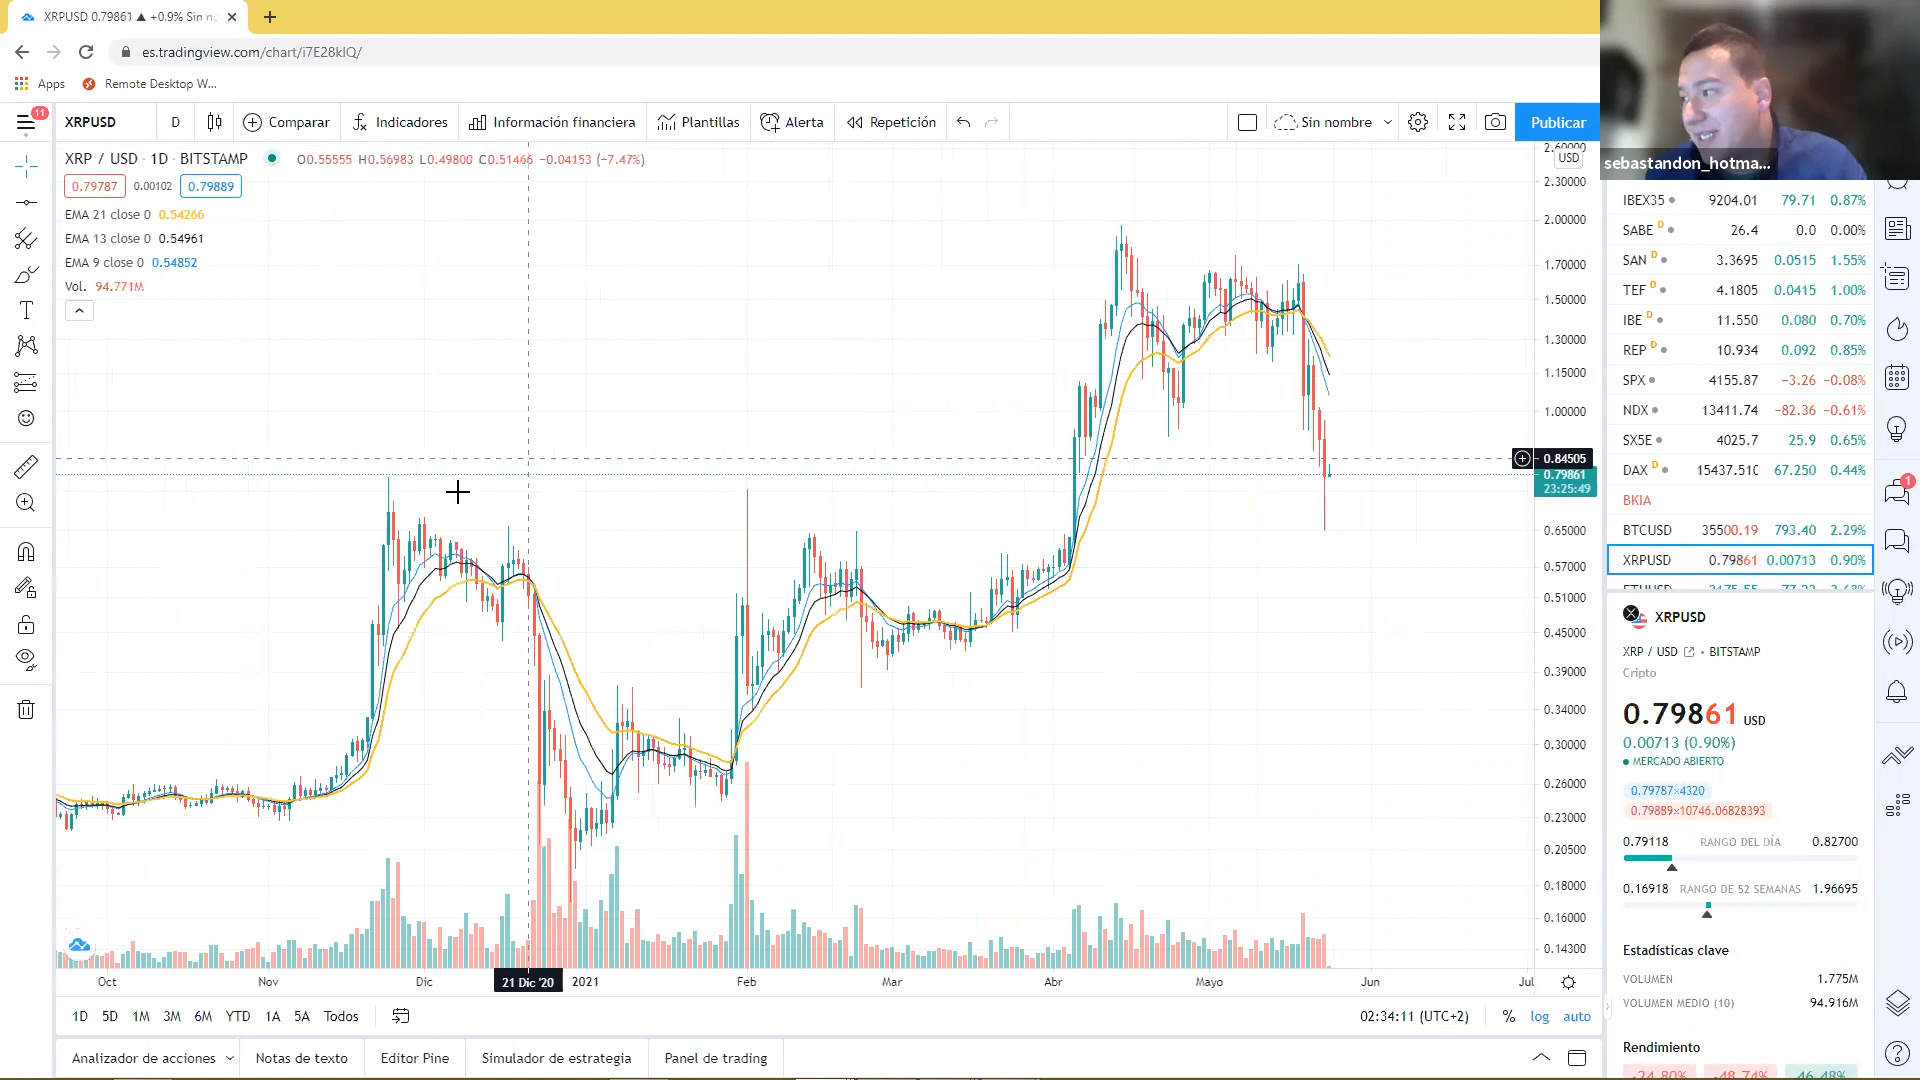 XRPUSD 0.79861 ▲ +0.9% Sin n
es.tradingview.com/chart/i7E28kIQ/
Apps
Remote Desktop W...
11
XRPUSD
D
Comparar
Indicadores
Información financiera
Plantillas
Alerta
Repetición
Sin nombre
Publicar
sebastandon_hotma...
XRP / USD · 1D · BITSTAMP
O0.55555 H0.56983 L0.49800 C0.51466 −0.04153 (−7.47%)
0.79787
0.00102
0.79889
EMA 21 close 0 0.54266
EMA 13 close 0 0.54961
EMA 9 close 0 0.54852
Vol. 94.771M
2.60000
USD
2.30000
2.00000
1.70000
1.50000
1.30000
1.15000
1.00000
0.84505
0.79861
23:25:49
0.65000
0.57000
0.51000
0.45000
0.39000
0.34000
0.30000
0.26000
0.23000
0.20500
0.18000
0.16000
0.14300
Oct
Nov
Dic
21 Dic '20
2021
Feb
Mar
Abr
Mayo
Jun
Jul
1D 5D 1M 3M 6M YTD 1A 5A Todos
02:34:11 (UTC+2)
% log auto
Analizador de acciones
Notas de texto
Editor Pine
Simulador de estrategia
Panel de trading
IBEX35 9204.01 79.71 0.87%
SABE D 26.4 0.0 0.00%
SAN D 3.3695 0.0515 1.55%
TEF D 4.1805 0.0415 1.00%
IBE D 11.550 0.080 0.70%
REP D 10.934 0.092 0.85%
SPX 4155.87 −3.26 −0.08%
NDX 13411.74 −82.36 −0.61%
SX5E 4025.7 25.9 0.65%
DAX D 15437.510 67.250 0.44%
BKIA
BTCUSD 35500.19 793.40 2.29%
XRPUSD 0.79861 0.00713 0.90%
1
XRPUSD
XRP / USD • BITSTAMP
Cripto
0.79861 USD
0.00713 (0.90%)
MERCADO ABIERTO
0.79787×4320
0.79889×10746.06828393
0.79118 RANGO DEL DÍA 0.82700
0.16918 RANGO DE 52 SEMANAS 1.96695
Estadísticas clave
VOLUMEN 1.775M
VOLUMEN MEDIO (10) 94.916M
Rendimiento
−24.80% −48.74% 46.48%